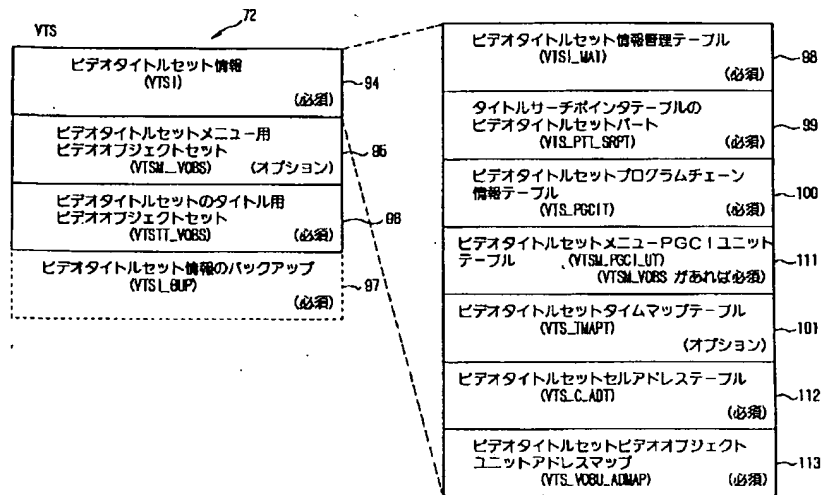 VTS
72
ビデオタイトルセット情報
(VTSI)
(必須)
94
ビデオタイトルセットメニュー用
ビデオオブジェクトセット
(VTSM_VOBS) (オプション)
95
ビデオタイトルセットのタイトル用
ビデオオブジェクトセット
(VTSTT_VOBS) (必須)
96
ビデオタイトルセット情報のバックアップ
(VTSI_BUP)
(必須)
97
ビデオタイトルセット情報管理テーブル
(VTSI_MAT)
(必須)
98
タイトルサーチポインタテーブルの
ビデオタイトルセットパート
(VTS_PTT_SRPT) (必須)
99
ビデオタイトルセットプログラムチェーン
情報テーブル
(VTS_PGCIT) (必須)
100
ビデオタイトルセットメニューPGCIユニット
テーブル (VTSM_PGCI_UT)
(VTSM_VOBS があれば必須)
111
ビデオタイトルセットタイムマップテーブル
(VTS_TMAPT)
(オプション)
101
ビデオタイトルセットセルアドレステーブル
(VTS_C_ADT)
(必須)
112
ビデオタイトルセットビデオオブジェクト
ユニットアドレスマップ
(VTS_VOBU_ADMAP) (必須)
113